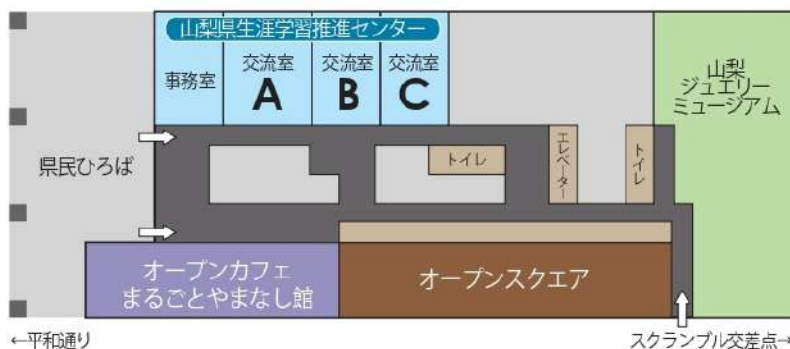 山梨県生涯学習推進センター
事務室
交流室
A
交流室
B
交流室
C
山梨
ジュエリー
ミュージアム
県民ひろば
トイレ
エレベーター
トイレ
オープンカフェ
まるごとやまなし館
オープンスクエア
←平和通り
スクランブル交差点→